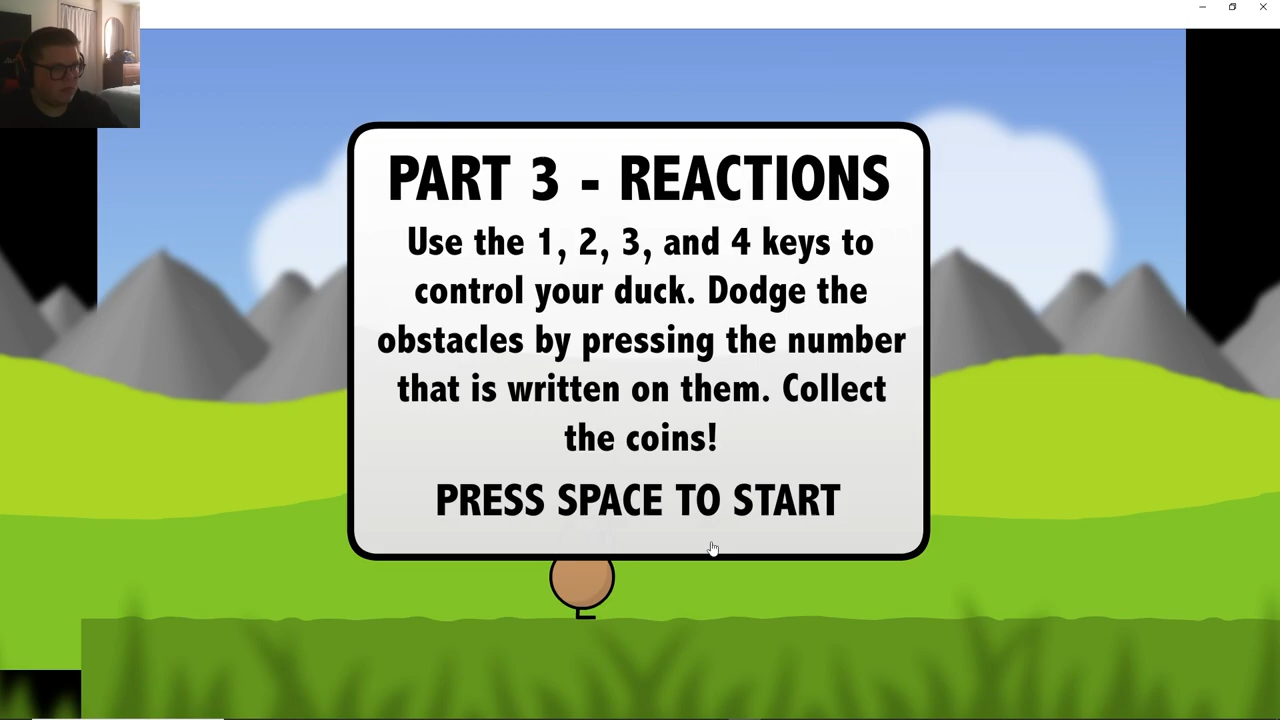 PART 3 - REACTIONS
Use the 1, 2, 3, and 4 keys to
control your duck. Dodge the
obstacles by pressing the number
that is written on them. Collect
the coins!
PRESS SPACE TO START